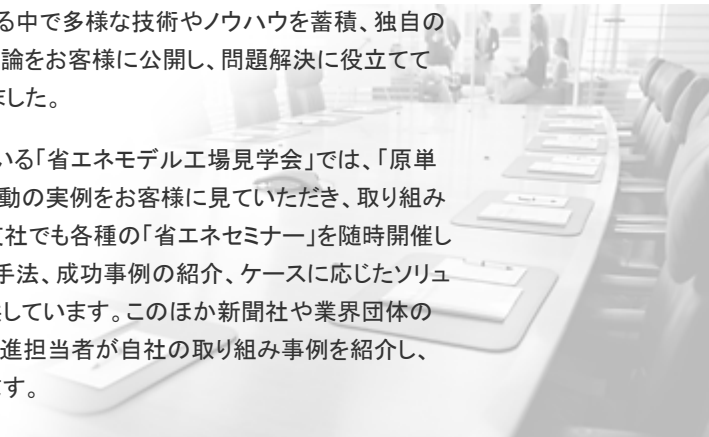 る中で多様な技術やノウハウを蓄積、独自の
論をお客様に公開し、問題解決に役立てて
ました。
いる「省エネモデル工場見学会」では、「原単
動の実例をお客様に見ていただき、取り組み
支社でも各種の「省エネセミナー」を随時開催し
手法、成功事例の紹介、ケースに応じたソリュ
しています。このほか新聞社や業界団体の
進担当者が自社の取り組み事例を紹介し、
ます。